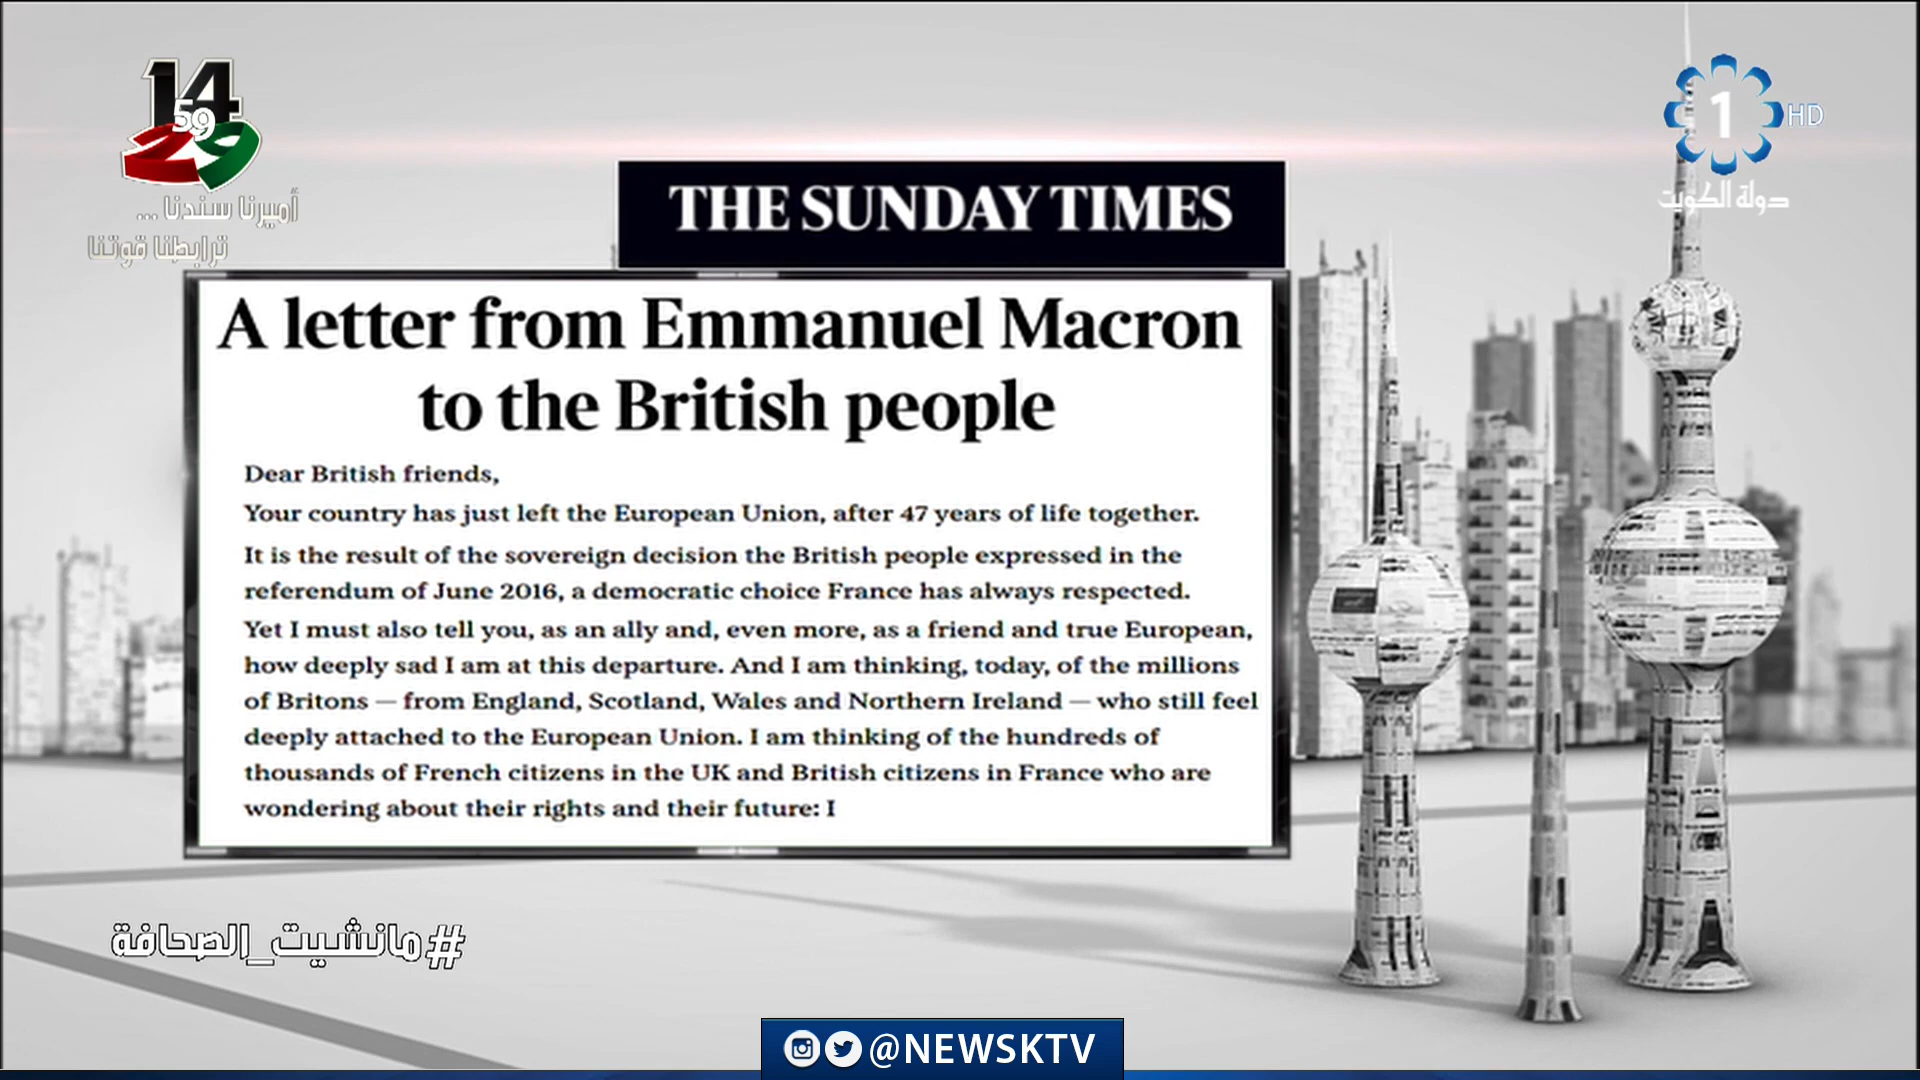 14
59
29
أميرنا سندنا ...
ترابطنا قوتنا
1
HD
دولة الكويت
THE SUNDAY TIMES
A letter from Emmanuel Macron
to the British people
Dear British friends,
Your country has just left the European Union, after 47 years of life together.
It is the result of the sovereign decision the British people expressed in the
referendum of June 2016, a democratic choice France has always respected.
Yet I must also tell you, as an ally and, even more, as a friend and true European,
how deeply sad I am at this departure. And I am thinking, today, of the millions
of Britons — from England, Scotland, Wales and Northern Ireland — who still feel
deeply attached to the European Union. I am thinking of the hundreds of
thousands of French citizens in the UK and British citizens in France who are
wondering about their rights and their future: I
#مانشيت_الصحافة
@NEWSKTV